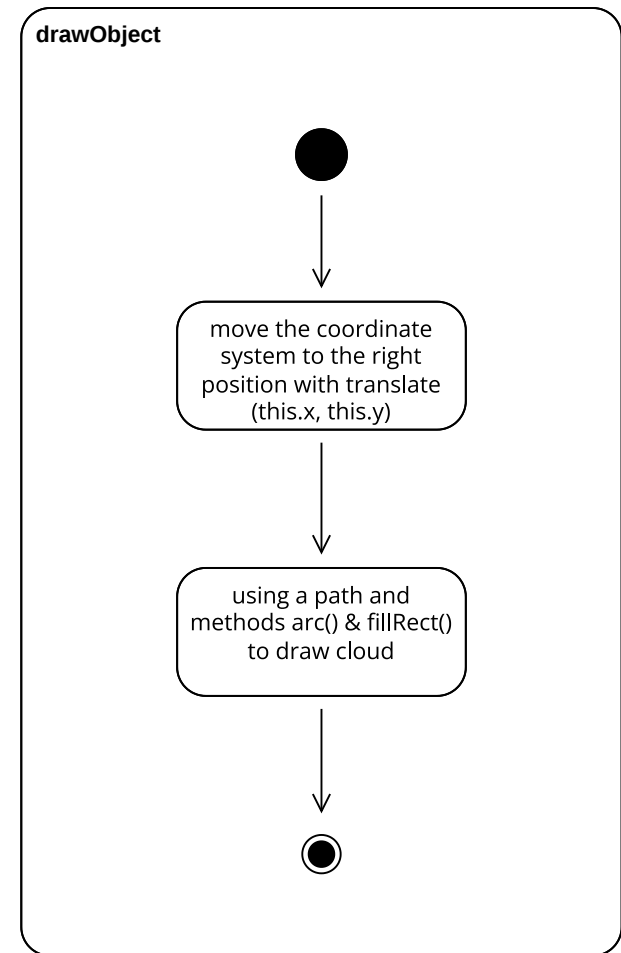 drawObject
move the coordinate
system to the right
position with translate
(this.x, this.y)
using a path and
methods arc() & fillRect()
to draw cloud